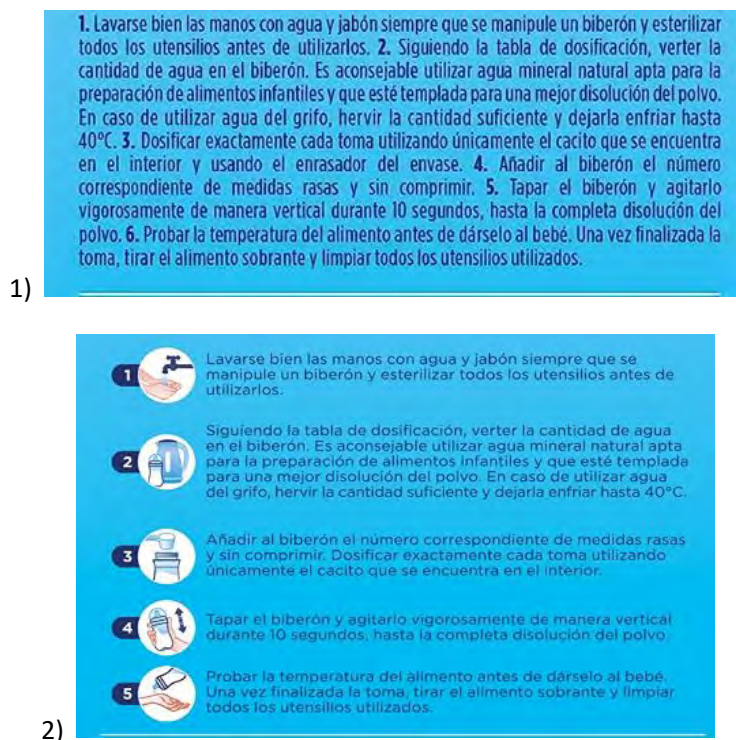 1. Lavarse bien las manos con agua y jabón siempre que se manipule un biberón y esterilizar
todos los utensilios antes de utilizarlos. 2. Siguiendo la tabla de dosificación, verter la
cantidad de agua en el biberón. Es aconsejable utilizar agua mineral natural apta para la
preparación de alimentos infantiles y que esté templada para una mejor disolución del polvo.
En caso de utilizar agua del grifo, hervir la cantidad suficiente y dejarla enfriar hasta
40°C. 3. Dosificar exactamente cada toma utilizando únicamente el cacito que se encuentra
en el interior y usando el enrasador del envase. 4. Añadir al biberón el número
correspondiente de medidas rasas y sin comprimir. 5. Tapar el biberón y agitarlo
vigorosamente de manera vertical durante 10 segundos, hasta la completa disolución del
polvo. 6. Probar la temperatura del alimento antes de dárselo al bebé. Una vez finalizada la
toma, tirar el alimento sobrante y limpiar todos los utensilios utilizados.
1)
1
Lavarse bien las manos con agua y jabón siempre que se
manipule un biberón y esterilizar todos los utensilios antes de
utilizarlos.
2
Siguiendo la tabla de dosificación, verter la cantidad de agua
en el biberón. Es aconsejable utilizar agua mineral natural apta
para la preparación de alimentos infantiles y que esté templada
para una mejor disolución del polvo. En caso de utilizar agua
del grifo, hervir la cantidad suficiente y dejarla enfriar hasta 40°C.
3
Añadir al biberón el número correspondiente de medidas rasas
y sin comprimir. Dosificar exactamente cada toma utilizando
únicamente el cacito que se encuentra en el interior.
4
Tapar el biberón y agitarlo vigorosamente de manera vertical
durante 10 segundos, hasta la completa disolución del polvo.
5
Probar la temperatura del alimento antes de dárselo al bebé.
Una vez finalizada la toma, tirar el alimento sobrante y limpiar
todos los utensilios utilizados.
2)